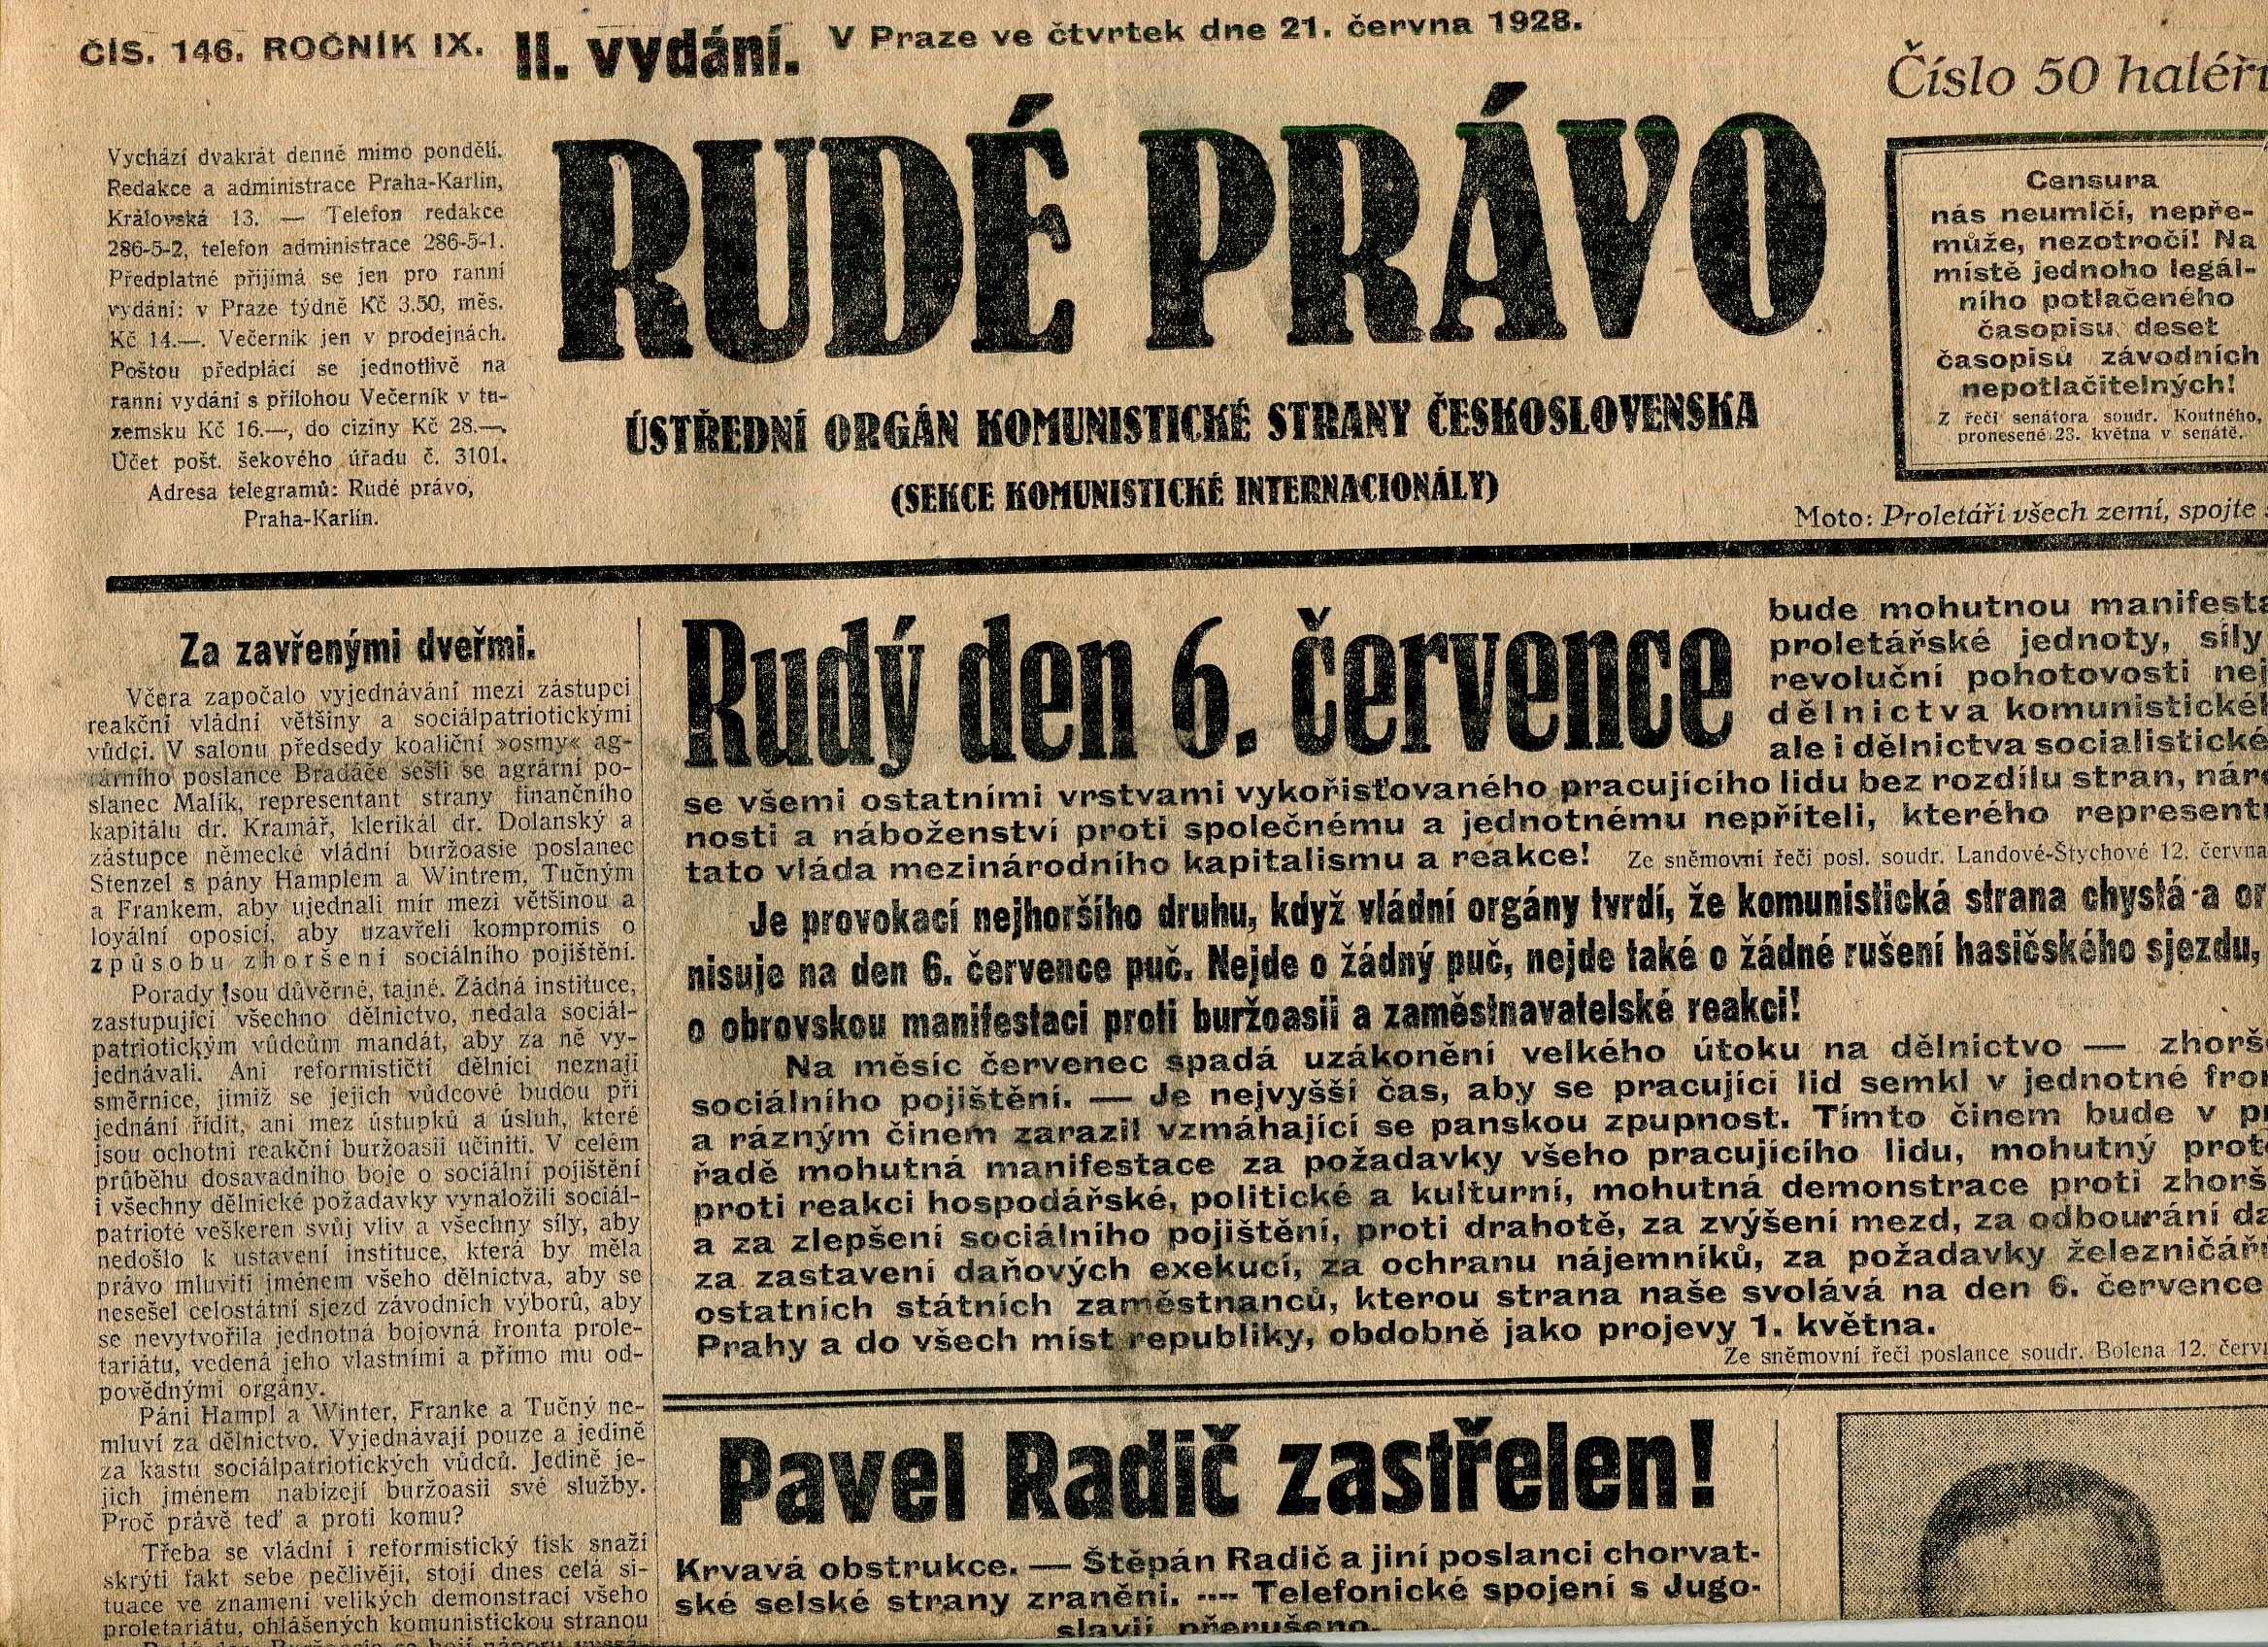 ČÍS. 146. ROČNÍK IX. II. vydání. V Praze ve čtvrtek dne 21. června 1928.
Číslo 50 haléř
Vychází dvakrát denně mimo pondělí.
Redakce a administrace Praha-Karlín,
Královská 13. — Telefon redakce
286-5-2, telefon administrace 286-5-1.
Předplatné přijímá se jen pro ranní
vydání: v Praze týdně Kč 3.50, měs.
Kč 14.—. Večerník jen v prodejnách.
Poštou předplácí se jednotlivě na
ranní vydání s přílohou Večerník v tu-
zemsku Kč 16.—, do ciziny Kč 28.—.
Účet pošt. šekového úřadu č. 3101.
Adresa telegramů: Rudé právo,
Praha-Karlín.
RUDÉ PRÁVO
ÚSTŘEDNÍ ORGÁN KOMUNISTICKÉ STRANY ČESKOSLOVENSKA
(SEKCE KOMUNISTICKÉ INTERNACIONÁLY)
Censura
nás neumlčí, nepře-
může, nezotročí! Na
místě jednoho legál-
ního potlačeného
časopisu deset
časopisů závodních
nepotlačitelných!
Z řeči senátora soudr. Koutného,
pronesené 23. května v senátě.
Moto: Proletáři všech zemí, spojte
Za zavřenými dveřmi.
Včera započalo vyjednávání mezi zástupci
reakční vládní většiny a sociálpatriotickými
vůdci. V salonu předsedy koaliční »osmy« ag-
rárního poslance Bradáče sešli se agrární po-
slanec Malík, representant strany finančního
kapitálu dr. Kramář, klerikál dr. Dolanský a
zástupce německé vládní buržoasie poslanec
Stenzel s pány Hamplem a Wintrem, Tučným
a Frankem, aby ujednali mír mezi většinou a
loyální oposicí, aby uzavřeli kompromis o
způsobu zhoršení sociálního pojištění.
Porady jsou důvěrné, tajné. Žádná instituce,
zastupující všechno dělnictvo, nedala sociál-
patriotickým vůdcům mandát, aby za ně vy-
jednávali. Ani reformističtí dělníci neznají
směrnice, jimiž se jejich vůdcové budou při
jednání řídit, ani mez ústupků a úsluh, které
jsou ochotni reakční buržoasii učiniti. V celém
průběhu dosavadního boje o sociální pojištění
i všechny dělnické požadavky vynaložili sociál-
patrioté veškeren svůj vliv a všechny síly, aby
nedošlo k ustavení instituce, která by měla
právo mluviti jménem všeho dělnictva, aby se
nesešel celostátní sjezd závodních výborů, aby
se nevytvořila jednotná bojovná fronta prole-
tariátu, vedená jeho vlastními a přímo mu od-
povědnými orgány.
Páni Hampl a Winter, Franke a Tučný ne-
mluví za dělnictvo. Vyjednávají pouze a jedině
za kastu sociálpatriotických vůdců. Jedině je-
jich jménem nabízejí buržoasii své služby.
Proč právě teď a proti komu?
Třeba se vládní i reformistický tisk snaží
skrýti fakt sebe pečlivěji, stojí dnes celá si-
tuace ve znamení velikých demonstrací všeho
proletariátu, ohlášených komunistickou stranou
Rudý den 6. července
bude mohutnou manifesta
proletářské jednoty, síly
revoluční pohotovosti nej
dělnictva komunistické
ale i dělnictva socialistické
se všemi ostatními vrstvami vykořisťovaného pracujícího lidu bez rozdílu stran, náro
nosti a náboženství proti společnému a jednotnému nepříteli, kterého represent
tato vláda mezinárodního kapitalismu a reakce! Ze sněmovní řeči posl. soudr. Landové-Štychové 12. června
Je provokací nejhoršího druhu, když vládní orgány tvrdí, že komunistická strana chystá a or
nisuje na den 6. července puč. Nejde o žádný puč, nejde také o žádné rušení hasičského sjezdu,
o obrovskou manifestaci proti buržoasii a zaměstnavatelské reakci!
Na měsíc červenec spadá uzákonění velkého útoku na dělnictvo — zhorše
sociálního pojištění. — Je nejvyšší čas, aby se pracující lid semkl v jednotné fron
a rázným činem zarazil vzmáhající se panskou zpupnost. Tímto činem bude v p
řadě mohutná manifestace za požadavky všeho pracujícího lidu, mohutný prot
proti reakci hospodářské, politické a kulturní, mohutná demonstrace proti zhorš
a za zlepšení sociálního pojištění, proti drahotě, za zvýšení mezd, za odbourání da
za zastavení daňových exekucí, za ochranu nájemníků, za požadavky železničář
ostatních státních zaměstnanců, kterou strana naše svolává na den 6. července
Prahy a do všech míst republiky, obdobně jako projevy 1. května.
Ze sněmovní řeči poslance soudr. Bolena 12. červ
Pavel Radič zastřelen!
Krvavá obstrukce. — Štěpán Radič a jiní poslanci chorvat-
ské selské strany zraněni. ---- Telefonické spojení s Jugo-
slavií přerušeno.